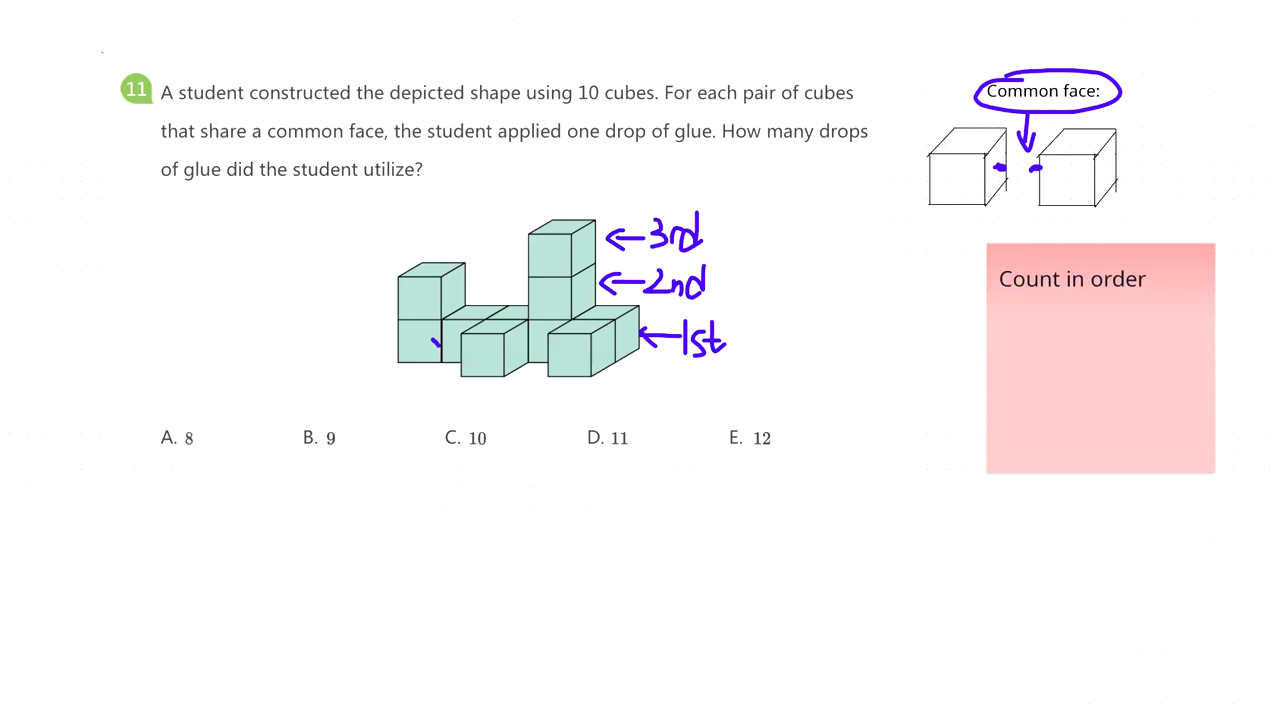 11 A student constructed the depicted shape using 10 cubes. For each pair of cubes
that share a common face, the student applied one drop of glue. How many drops
of glue did the student utilize?
Common face:
3rd
2nd
1st
Count in order
A. 8 B. 9 C. 10 D. 11 E. 12